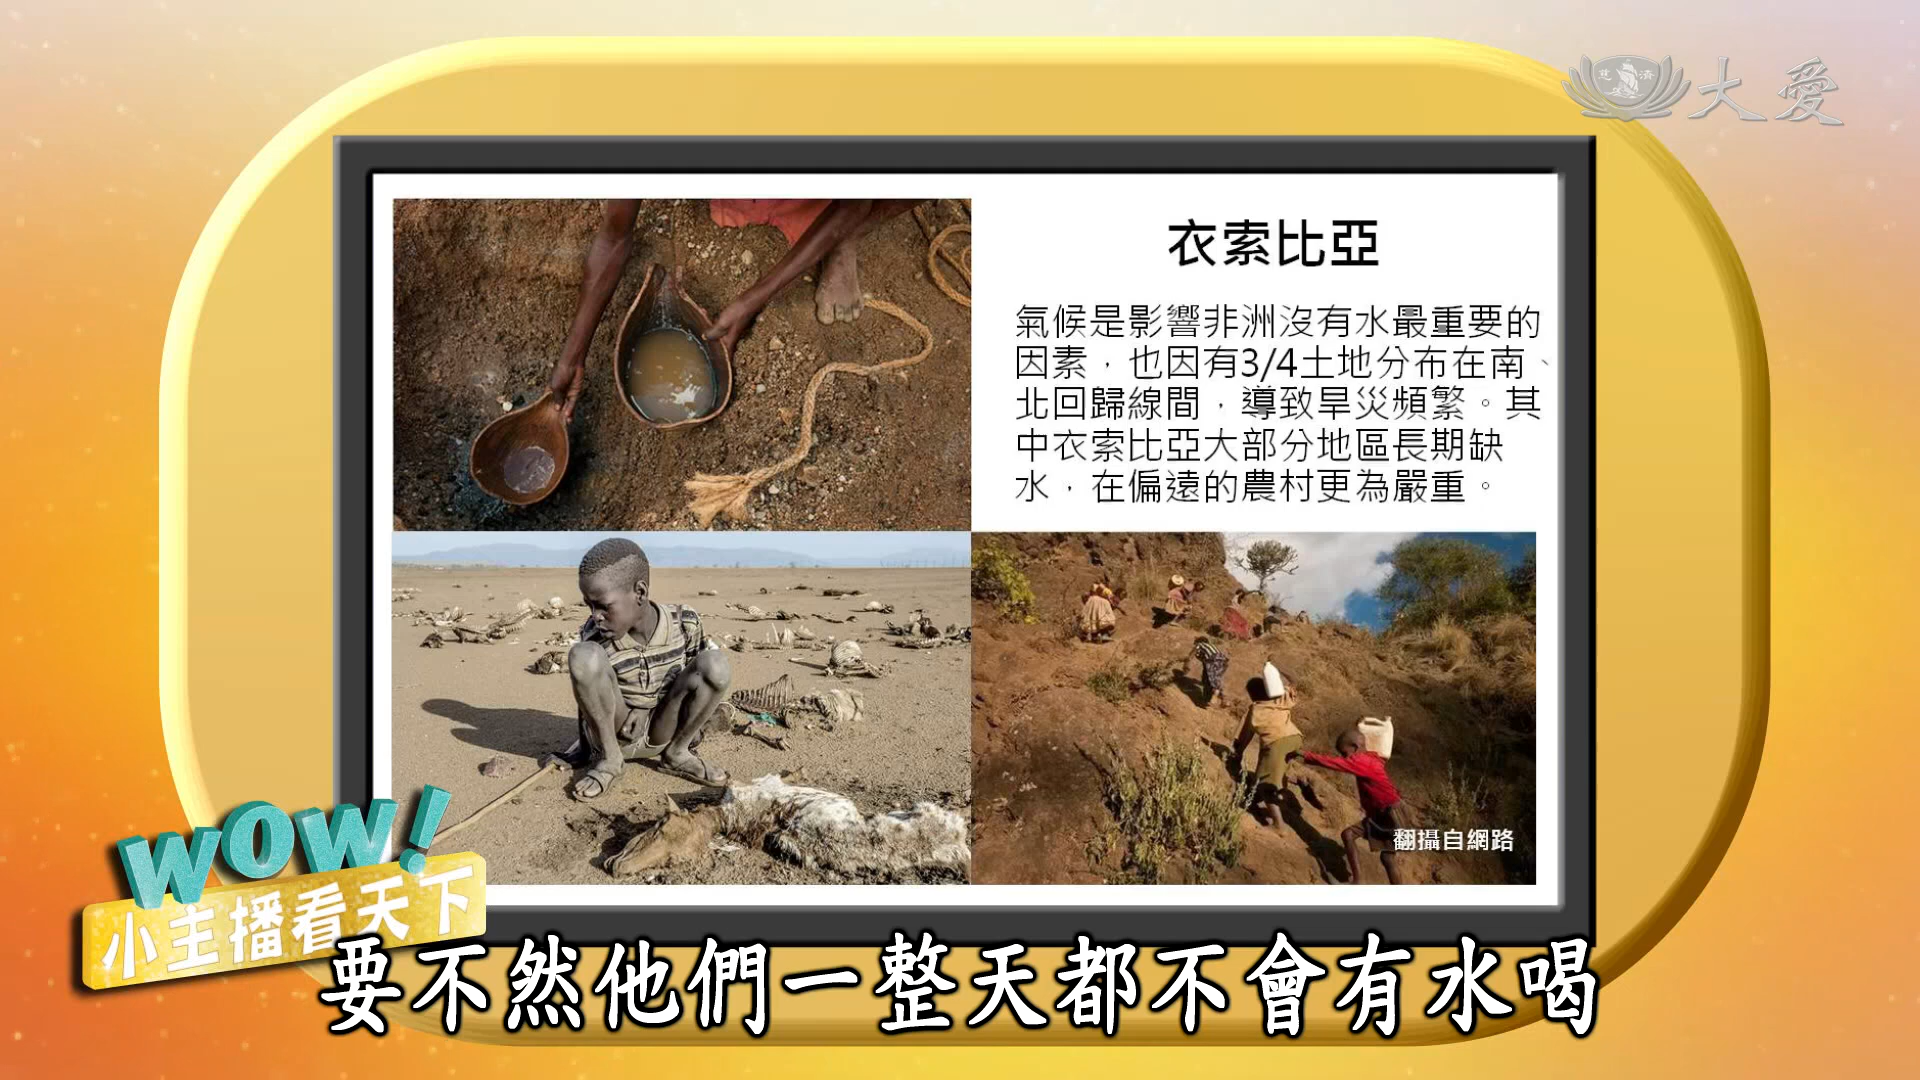 慈濟
大愛
衣索比亞
氣候是影響非洲沒有水最重要的
因素，也因有3/4土地分布在南、
北回歸線間，導致旱災頻繁。其
中衣索比亞大部分地區長期缺
水，在偏遠的農村更為嚴重。
翻攝自網路
WOW!
小主播看天下
要不然他們一整天都不會有水喝